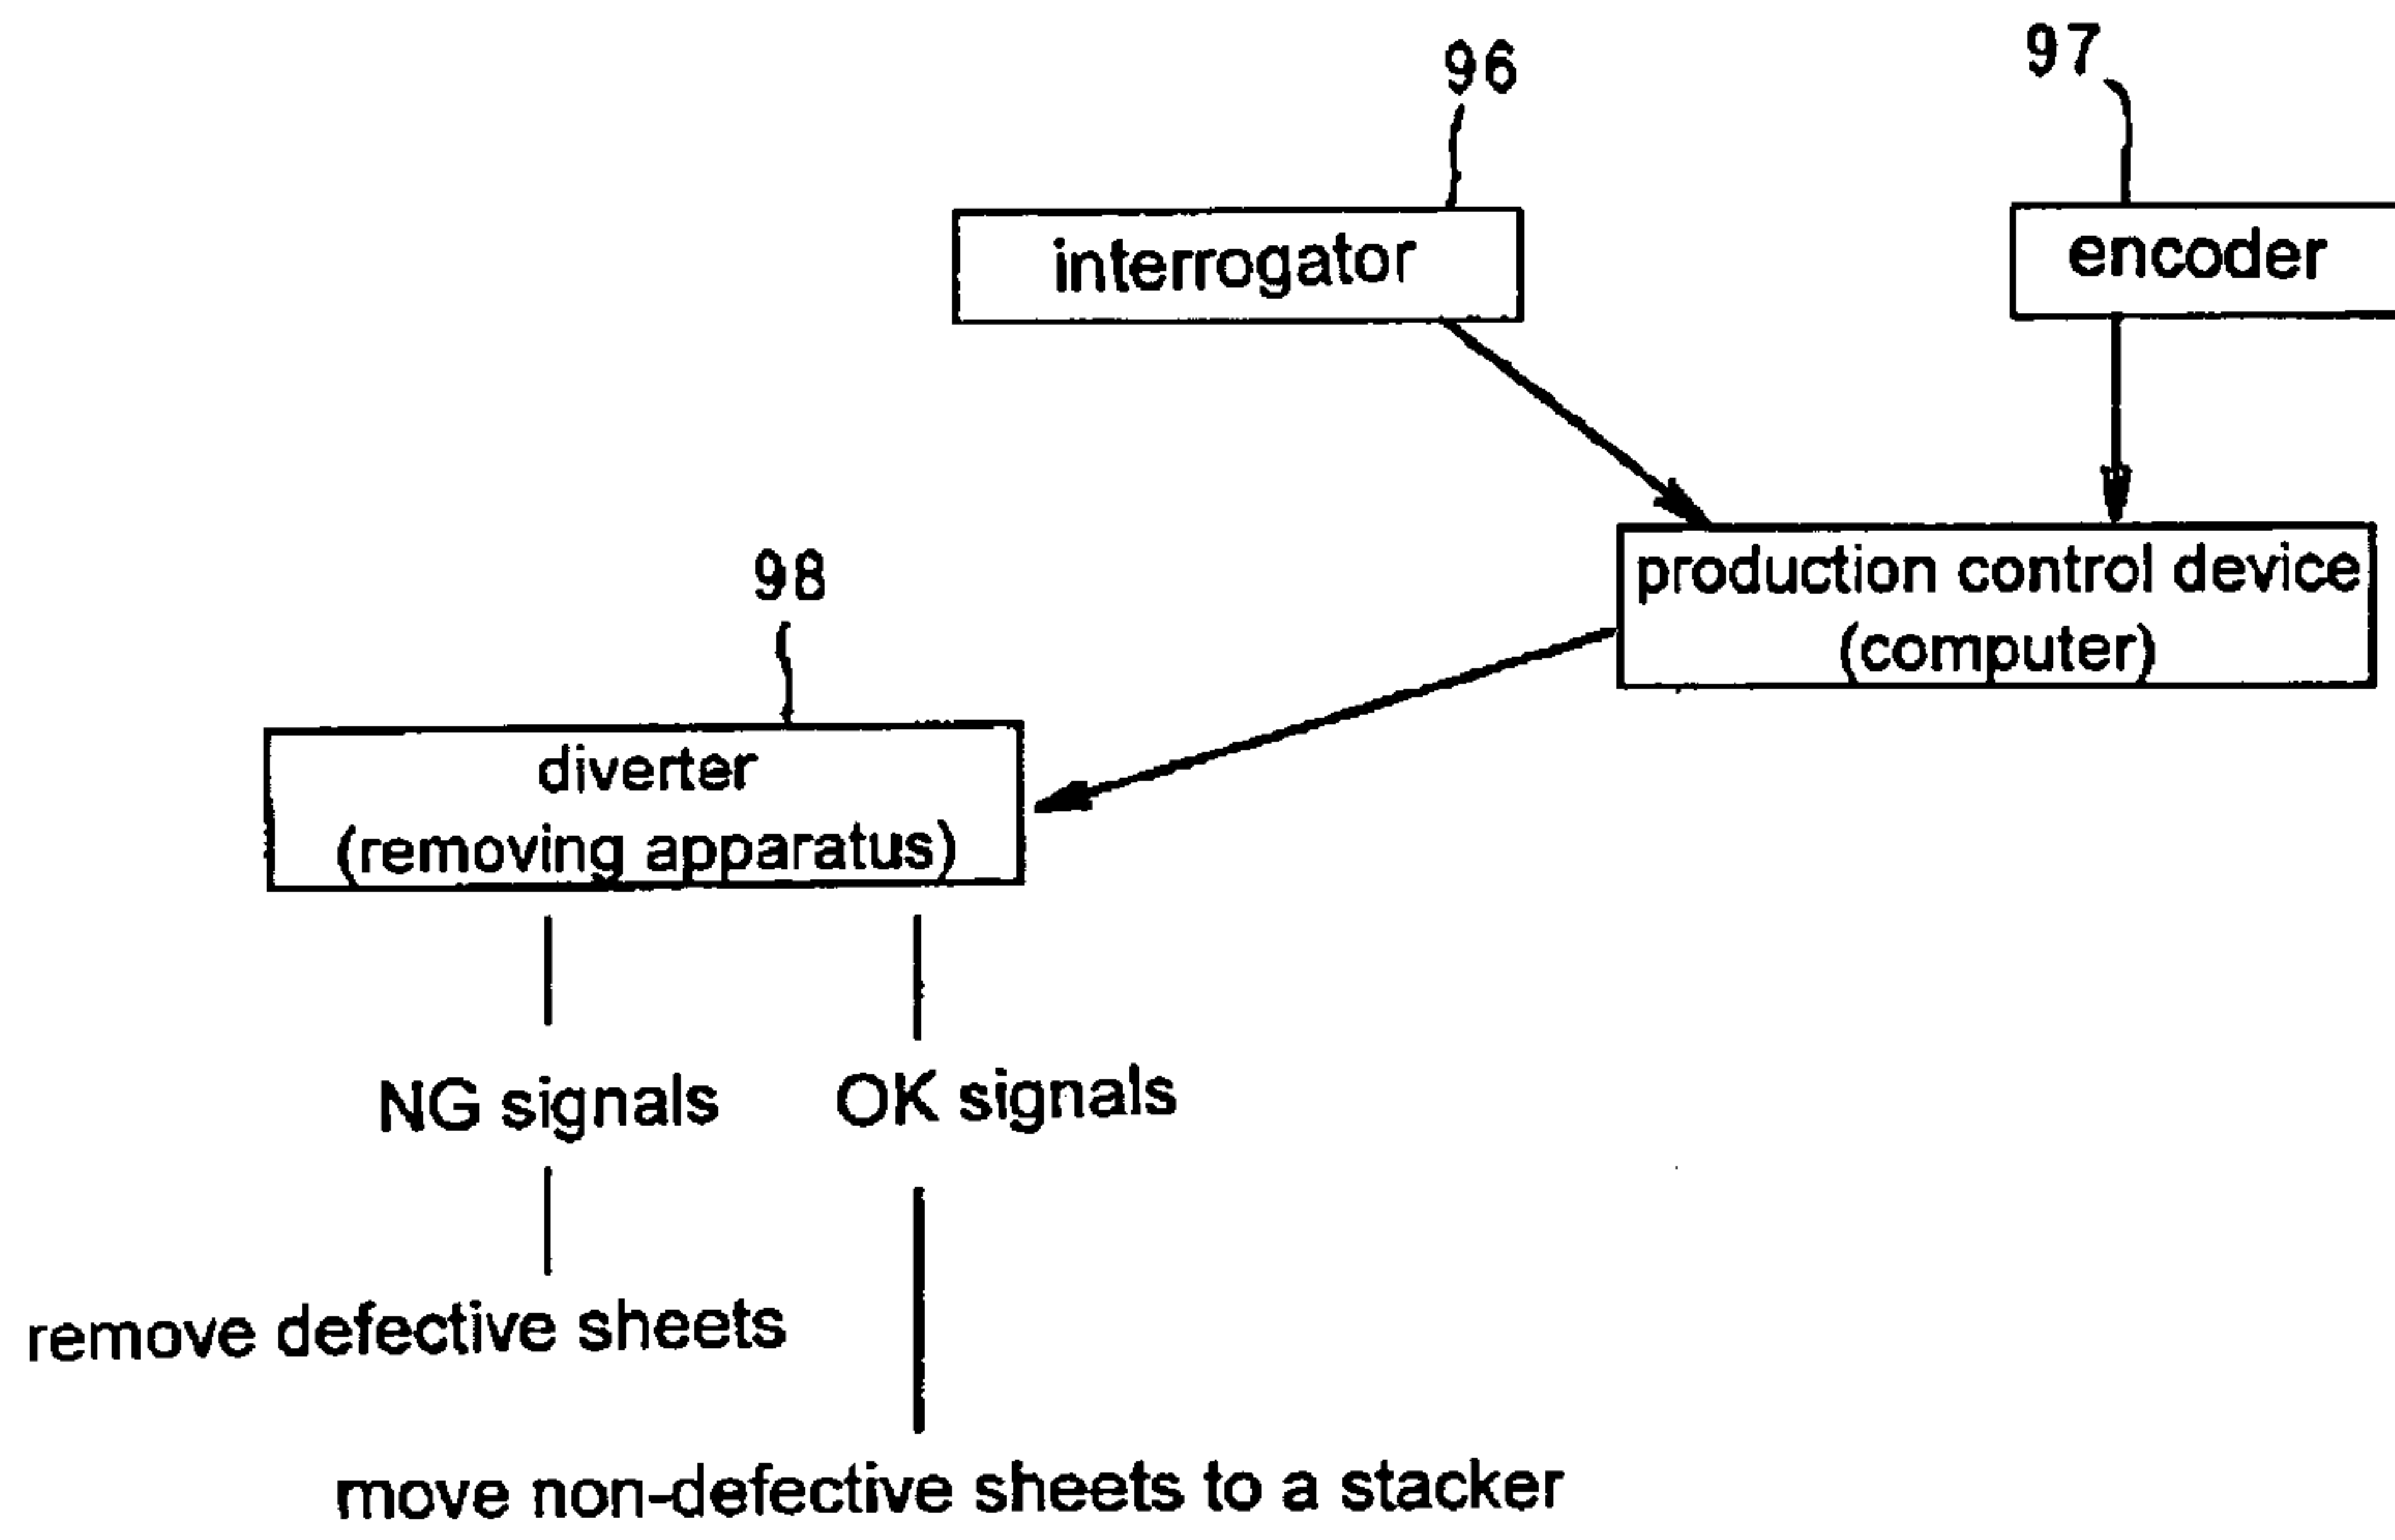 96
97
interrogator
encoder
production control device
(computer)
98
diverter
(removing apparatus)
NG signals
OK signals
remove defective sheets
move non-defective sheets to a stacker